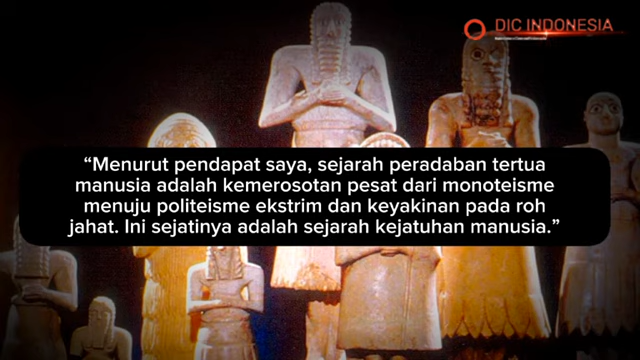 DIC INDONESIA
“Menurut pendapat saya, sejarah peradaban tertua
manusia adalah kemerosotan pesat dari monoteisme
menuju politeisme ekstrim dan keyakinan pada roh
jahat. Ini sejatinya adalah sejarah kejatuhan manusia.”